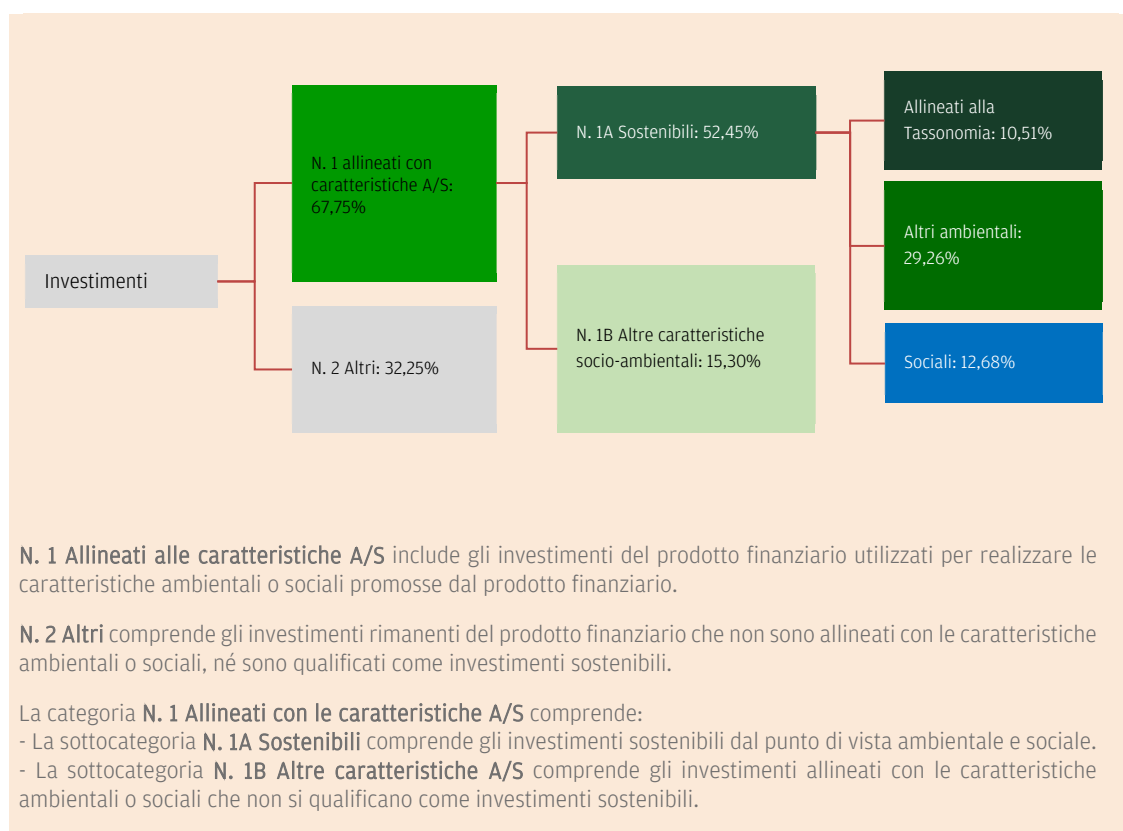 Investimenti
N. 1 allineati con
caratteristiche A/S:
67,75%
N. 2 Altri: 32,25%
N. 1A Sostenibili: 52,45%
N. 1B Altre caratteristiche
socio-ambientali: 15,30%
Allineati alla
Tassonomia: 10,51%
Altri ambientali:
29,26%
Sociali: 12,68%
N. 1 Allineati alle caratteristiche A/S include gli investimenti del prodotto finanziario utilizzati per realizzare le
caratteristiche ambientali o sociali promosse dal prodotto finanziario.
N. 2 Altri comprende gli investimenti rimanenti del prodotto finanziario che non sono allineati con le caratteristiche
ambientali o sociali, né sono qualificati come investimenti sostenibili.
La categoria N. 1 Allineati con le caratteristiche A/S comprende:
- La sottocategoria N. 1A Sostenibili comprende gli investimenti sostenibili dal punto di vista ambientale e sociale.
- La sottocategoria N. 1B Altre caratteristiche A/S comprende gli investimenti allineati con le caratteristiche
ambientali o sociali che non si qualificano come investimenti sostenibili.